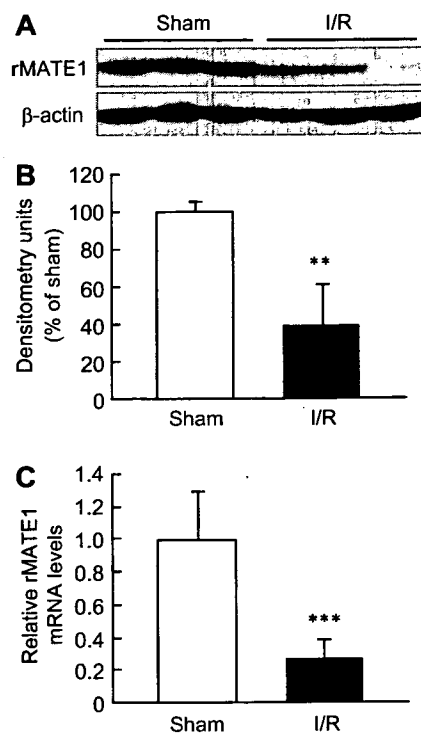 A
Sham I/R
rMATE1
β-actin
B
Densitometry units
(% of sham)
120
100
80
60
40
20
0
**
Sham I/R
C
Relative rMATE1
mRNA levels
1.4
1.2
1.0
0.8
0.6
0.4
0.2
0
***
Sham I/R